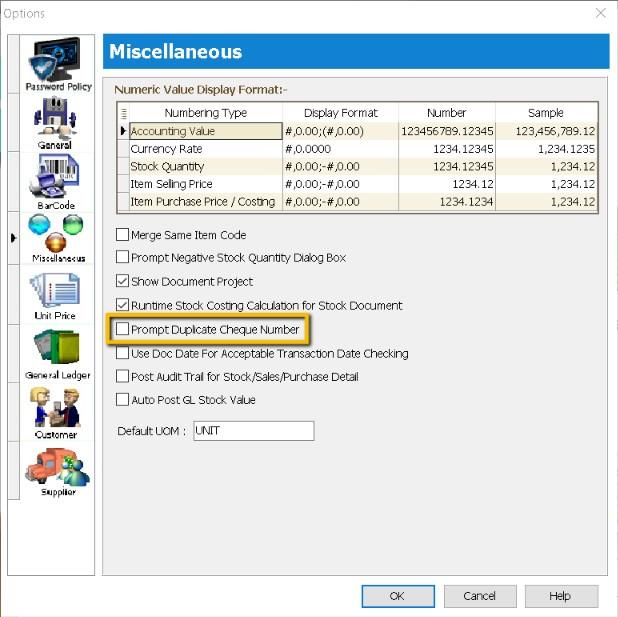 Options
Miscellaneous
Password Policy
General
BarCode
Miscellaneous
Unit Price
General Ledger
Customer
Supplier
Numeric Value Display Format:-
Numbering Type Display Format Number Sample
Accounting Value #,0.00;(#,0.00) 123456789.12345 123,456,789.12
Currency Rate #,0.0000 1234.12345 1,234.1235
Stock Quantity #,0.00;-#,0.00 1234.12345 1,234.12
Item Selling Price #,0.00;-#,0.00 1234.12 1,234.12
Item Purchase Price / Costing #,0.00;-#,0.00 1234.1234 1,234.12
Merge Same Item Code
Prompt Negative Stock Quantity Dialog Box
Show Document Project
Runtime Stock Costing Calculation for Stock Document
Prompt Duplicate Cheque Number
Use Doc Date For Acceptable Transaction Date Checking
Post Audit Trail for Stock/Sales/Purchase Detail
Auto Post GL Stock Value
Default UOM : UNIT
OK Cancel Help